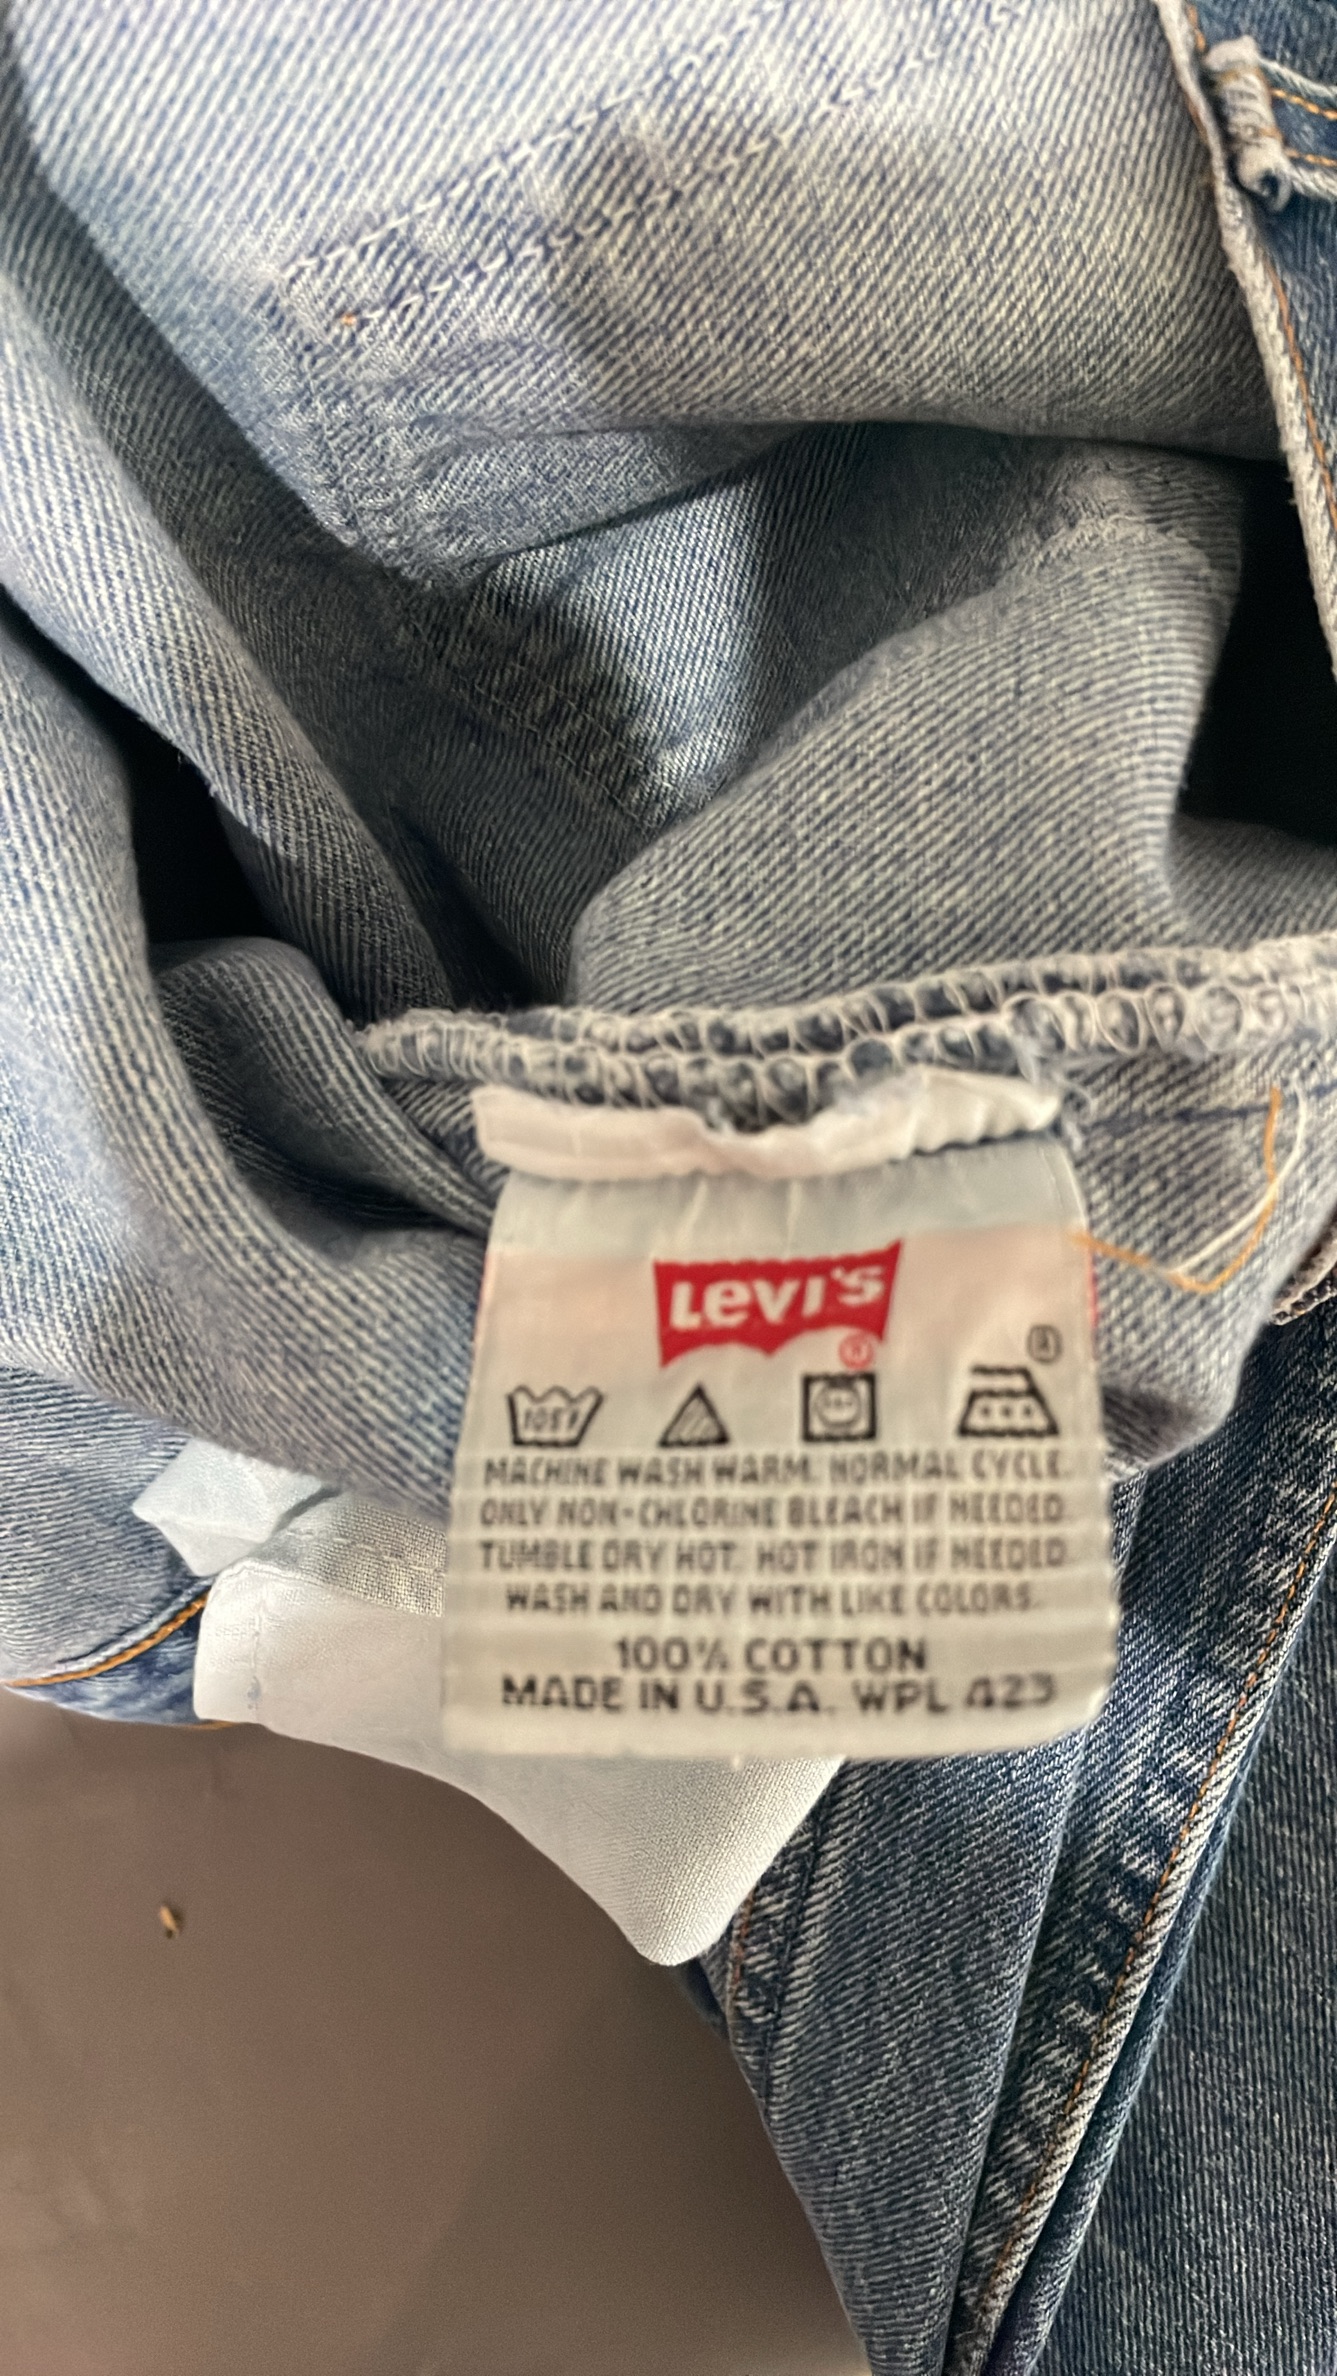 Levi's
®
105F
MACHINE WASH WARM. NORMAL CYCLE.
ONLY NON-CHLORINE BLEACH IF NEEDED.
TUMBLE DRY HOT. HOT IRON IF NEEDED.
WASH AND DRY WITH LIKE COLORS.
100% COTTON
MADE IN U.S.A. WPL 423